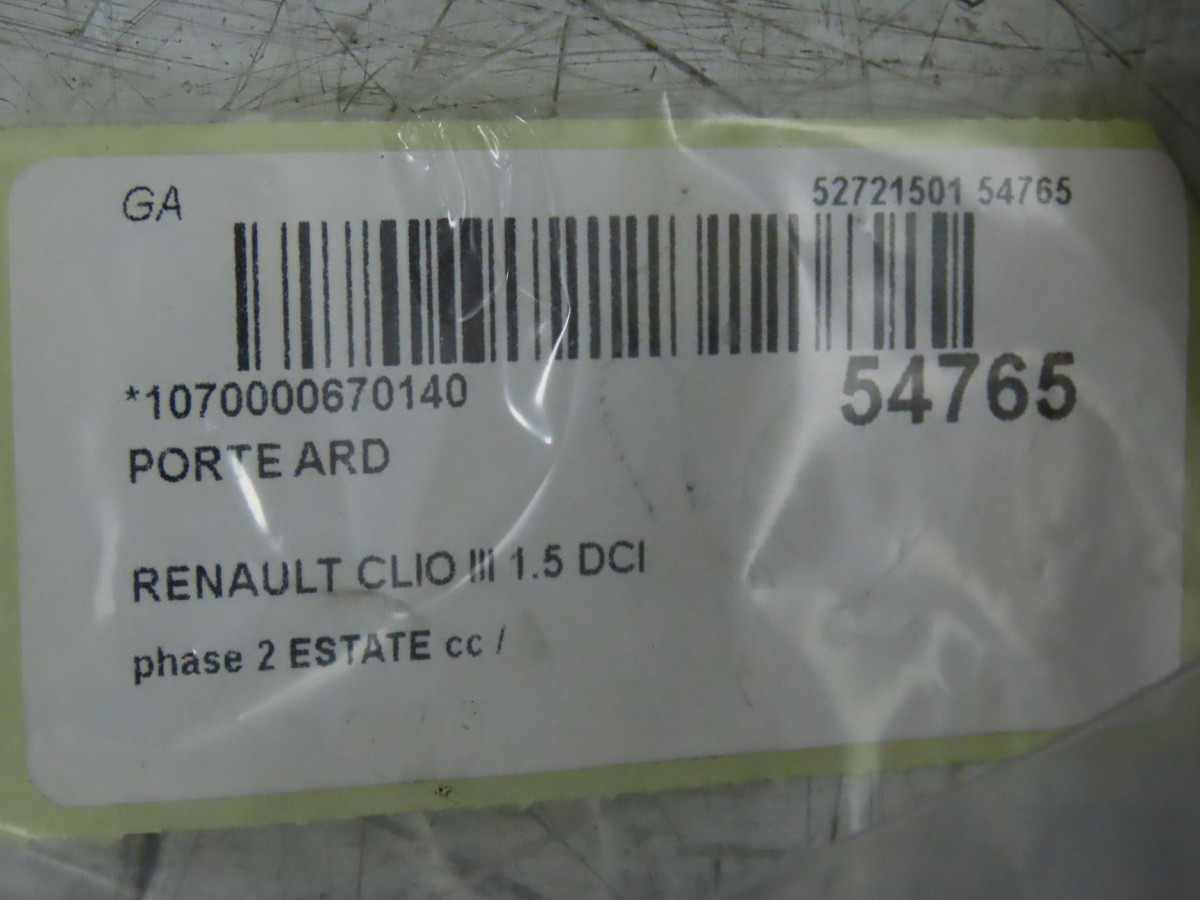 GA
52721501 54765
*1070000670140
54765
PORTE ARD
RENAULT CLIO III 1.5 DCI
phase 2 ESTATE cc /